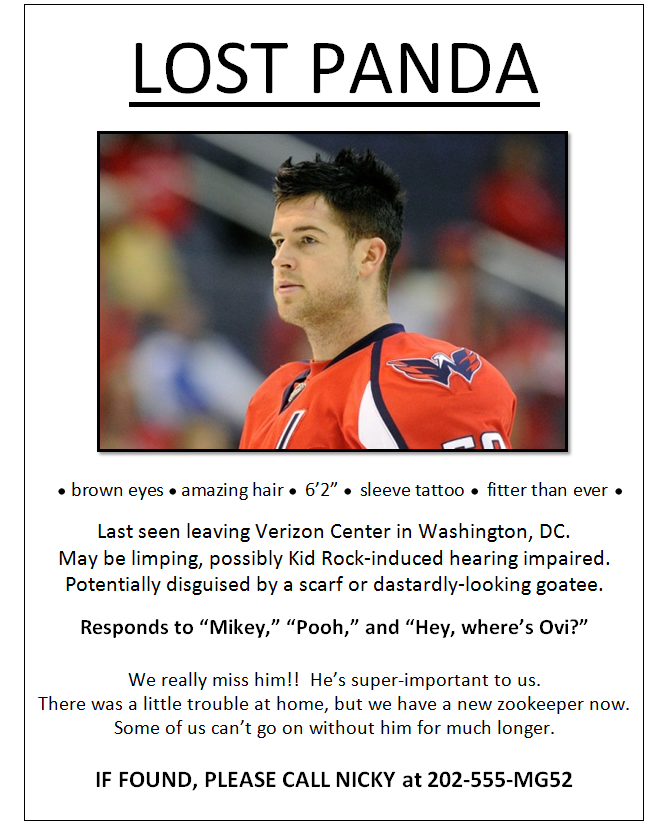 LOST PANDA
• brown eyes • amazing hair • 6’2” • sleeve tattoo • fitter than ever •
Last seen leaving Verizon Center in Washington, DC.
May be limping, possibly Kid Rock-induced hearing impaired.
Potentially disguised by a scarf or dastardly-looking goatee.
Responds to “Mikey,” “Pooh,” and “Hey, where’s Ovi?”
We really miss him!!  He’s super-important to us.
There was a little trouble at home, but we have a new zookeeper now.
Some of us can’t go on without him for much longer.
IF FOUND, PLEASE CALL NICKY at 202-555-MG52